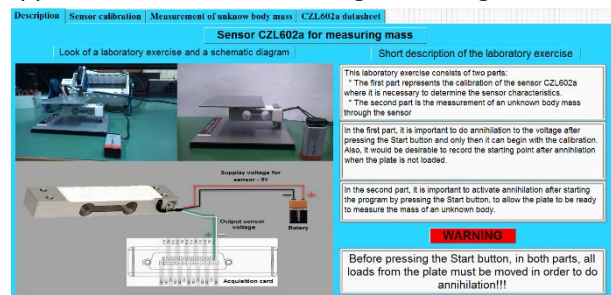 Description Sensor calibration Measurement of unknow body mass CZL602a datasheet
Sensor CZL602a for measuring mass
Look of a laboratory exercise and a schematic diagram
Short description of the laboratory exercise
This laboratory exercise consists of two parts:
* The first part represents the calibration of the sensor CZL602a
where it is necessary to determine the sensor characteristics.
* The second part is the measurement of an unknown body mass
through the sensor
In the first part, it is important to do annihilation to the voltage after
pressing the Start button and only then it can begin with the calibration.
Also, it would be desirable to record the starting point after annihilation
when the plate is not loaded.
In the second part, it is important to activate annihilation after starting
the program by pressing the Start button, to allow the plate to be ready
to measure the mass of an unknown body.
WARNING
Before pressing the Start button, in both parts, all
loads from the plate must be moved in order to do
annihilation!!!
Supplay voltage for
sensor - 9V
Output sensor
voltage
Batery
Acquisition card